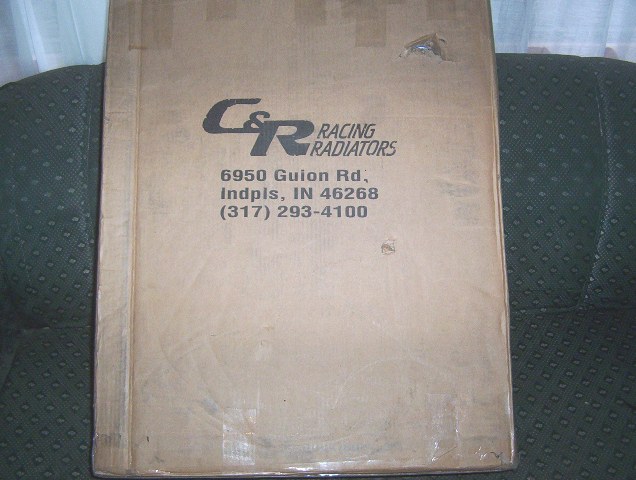 C&R RACING
RADIATORS
6950 Guion Rd.
Indpls, IN 46268
(317) 293-4100